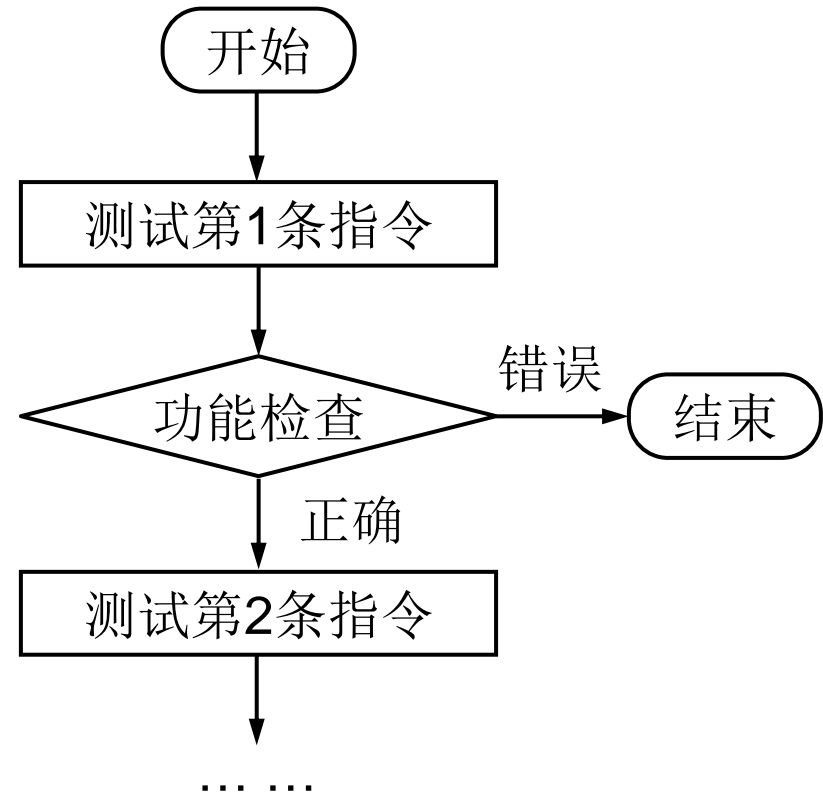 开始
测试第1条指令
功能检查
错误
结束
正确
测试第2条指令
... ...